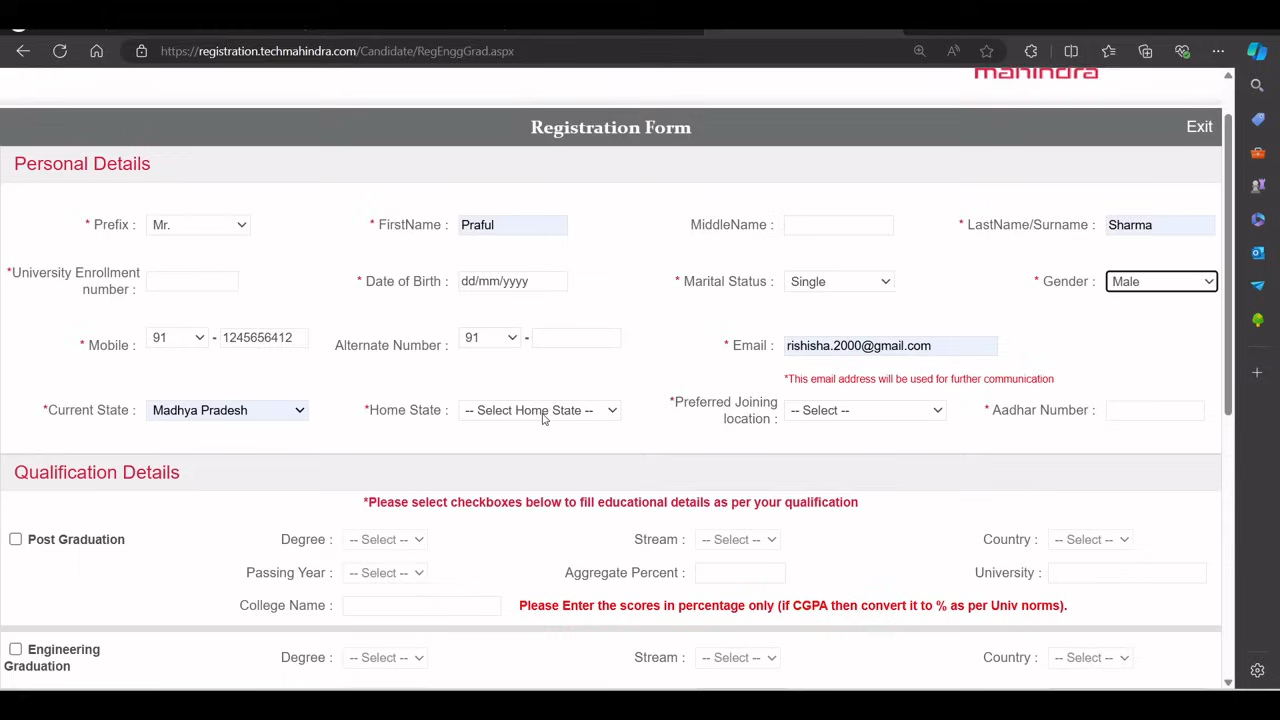 https://registration.techmahindra.com/Candidate/RegEnggGrad.aspx
mahindra
Registration Form
Exit
Personal Details
* Prefix : Mr. * FirstName : Praful MiddleName : * LastName/Surname : Sharma
*University Enrollment number : * Date of Birth : dd/mm/yyyy * Marital Status : Single * Gender : Male
* Mobile : 91 - 1245656412 Alternate Number : 91 - * Email : rishisha.2000@gmail.com
*This email address will be used for further communication
*Current State : Madhya Pradesh *Home State : -- Select Home State -- *Preferred Joining location : -- Select -- * Aadhar Number :
Qualification Details
*Please select checkboxes below to fill educational details as per your qualification
Post Graduation Degree : -- Select -- Stream : -- Select -- Country : -- Select --
Passing Year : -- Select -- Aggregate Percent : University :
College Name : Please Enter the scores in percentage only (if CGPA then convert it to % as per Univ norms).
Engineering Graduation Degree : -- Select -- Stream : -- Select -- Country : -- Select --